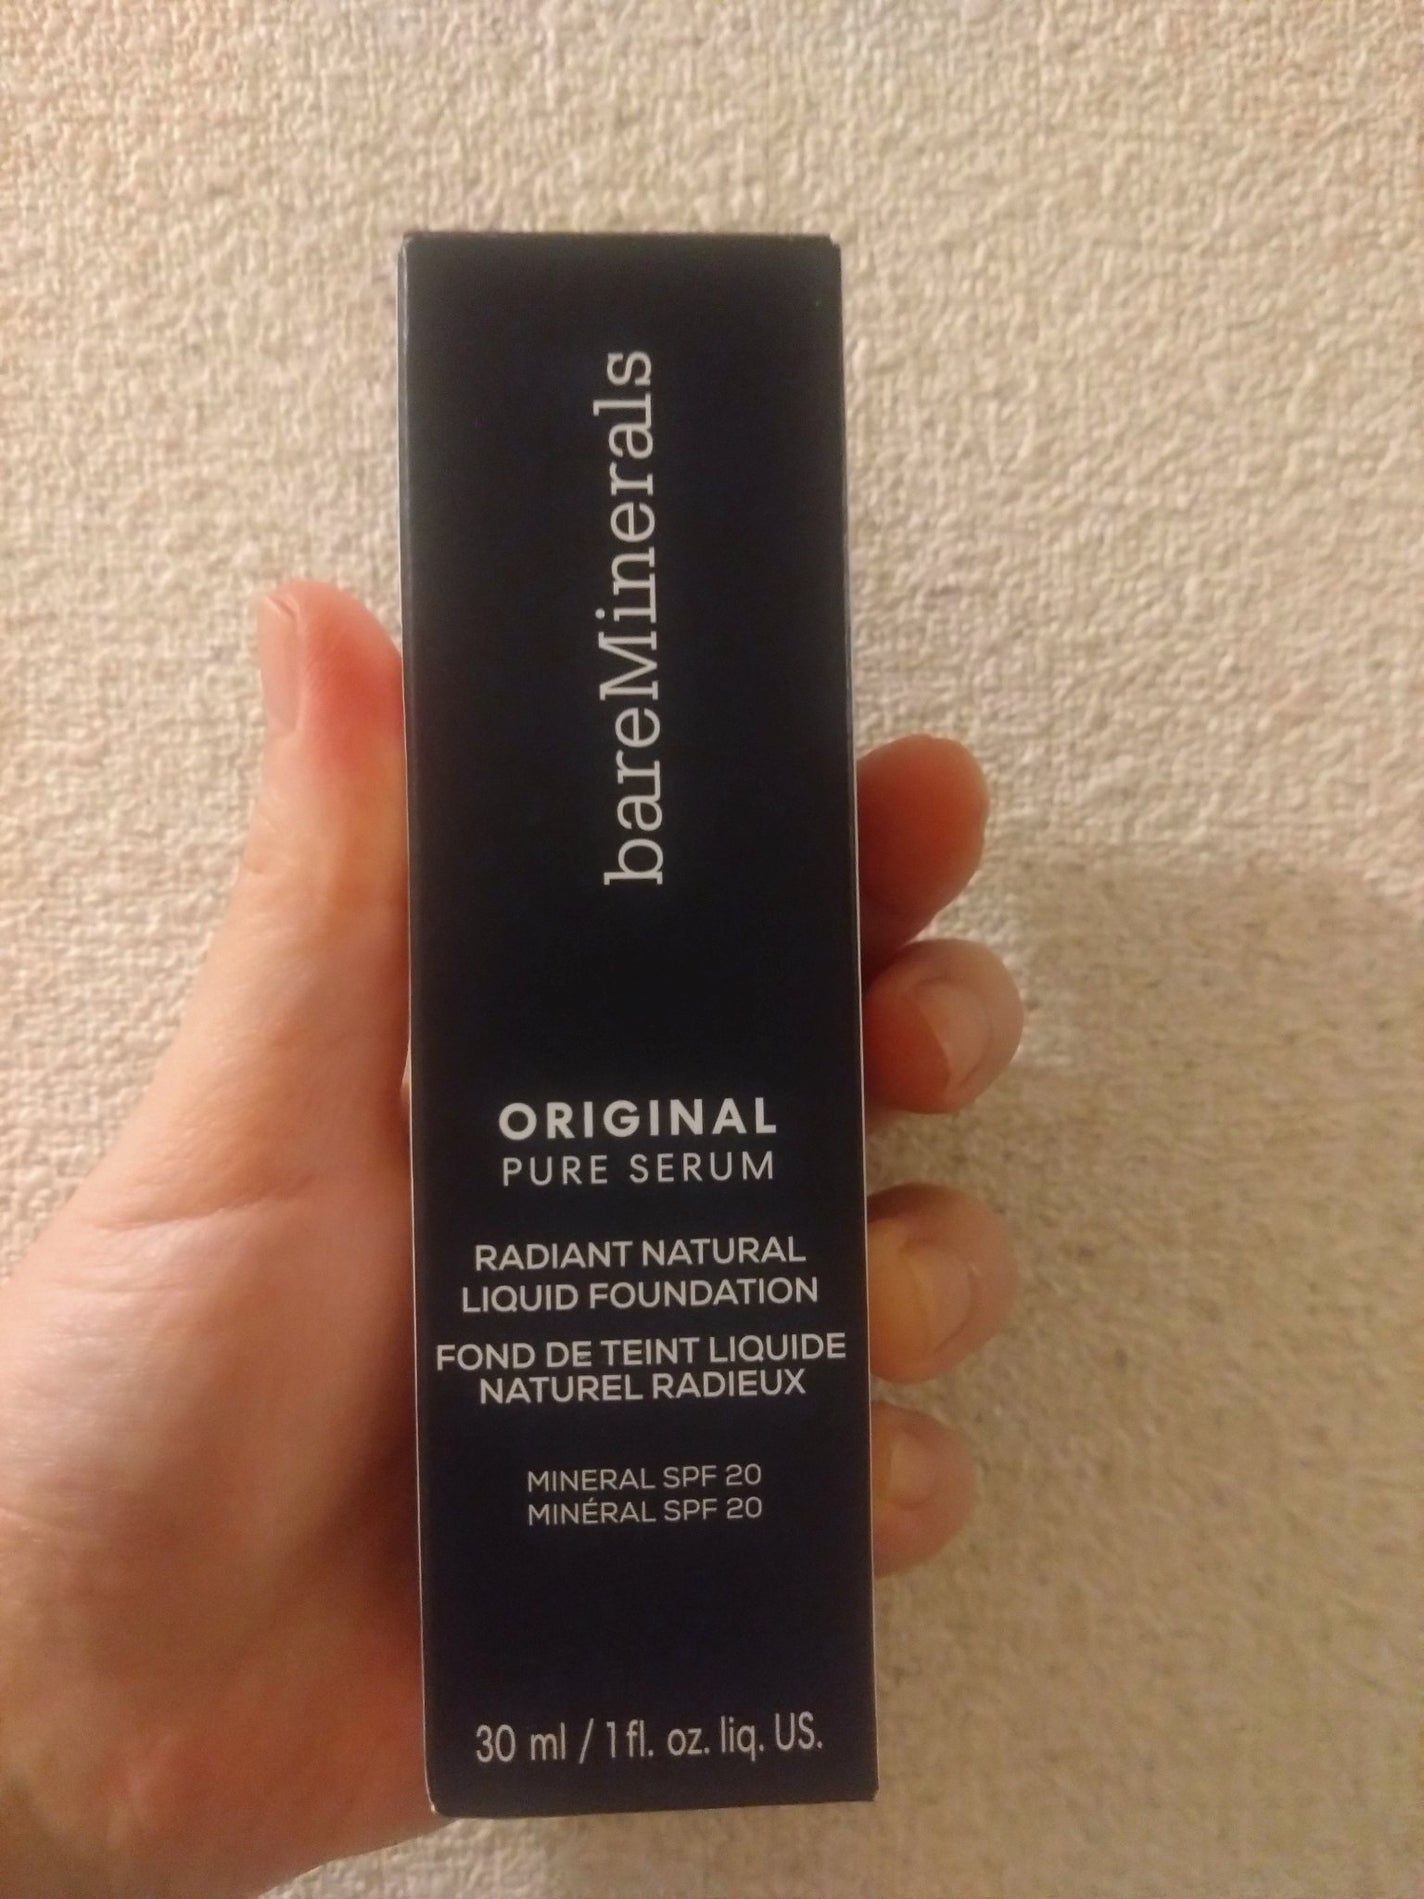 bareMinerals
ORIGINAL
PURE SERUM
RADIANT NATURAL
LIQUID FOUNDATION
FOND DE TEINT LIQUIDE
NATUREL RADIEUX
MINERAL SPF 20
MINÉRAL SPF 20
30 ml / 1 fl. oz. liq. US.